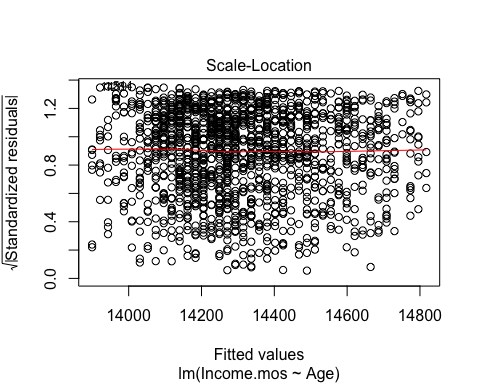 Scale-Location
√|Standardized residuals|
0.0 0.4 0.8 1.2
14000 14200 14400 14600 14800
Fitted values
lm(Income.mos ~ Age)